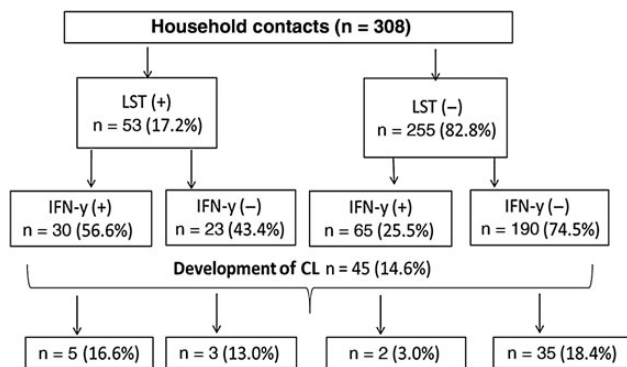 Household contacts (n = 308)
LST (+)
n = 53 (17.2%)
LST (−)
n = 255 (82.8%)
IFN-y (+)
n = 30 (56.6%)
IFN-y (−)
n = 23 (43.4%)
IFN-y (+)
n = 65 (25.5%)
IFN-y (−)
n = 190 (74.5%)
Development of CL n = 45 (14.6%)
n = 5 (16.6%)
n = 3 (13.0%)
n = 2 (3.0%)
n = 35 (18.4%)